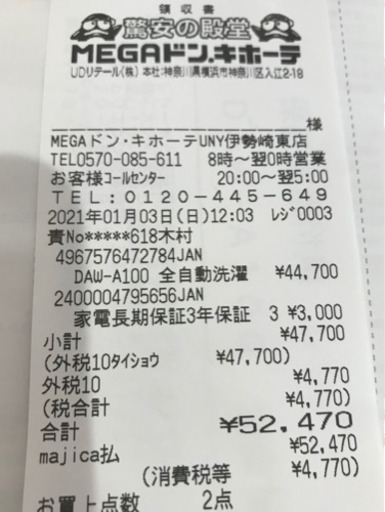 領収書
驚安の殿堂
MEGAドン.キホーテ
UDリテール(株) 本社:神奈川県横浜市神奈川区入江2-18
様
MEGAドン・キホーテUNY伊勢崎東店
TEL0570-085-611 8時~翌0時営業
お客様コールセンター 20:00~翌5:00
TEL:0120-445-649
2021年01月03日(日)12:03 レジ0003
責No*****618木村
4967576472784JAN
DAW-A100 全自動洗濯 ¥44,700
2400004795656JAN
家電長期保証3年保証 3 ¥3,000
小計 ¥47,700
(外税10タイショウ ¥47,700)
外税10 ¥4,770
(税合計 ¥4,770)
合計 ¥52,470
majica払 ¥52,470
(消費税等 ¥4,770)
お買上点数 2点